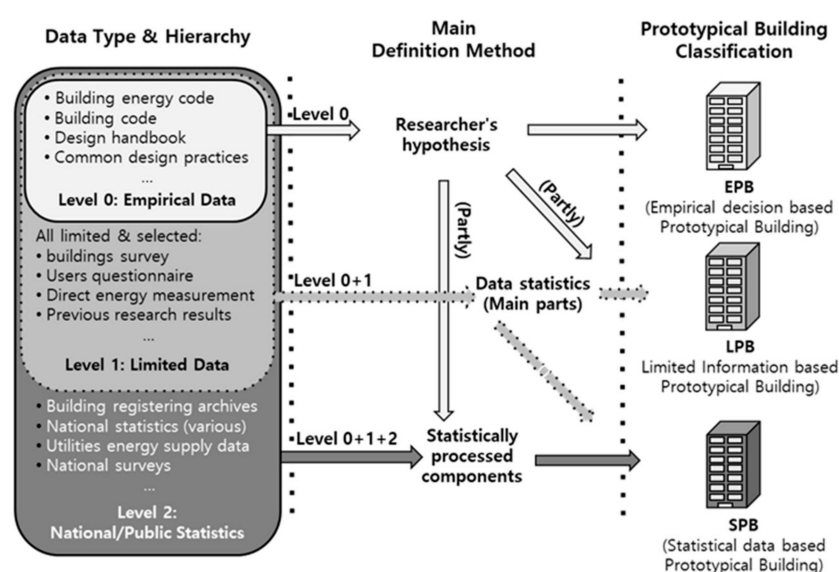 Data Type & Hierarchy
Main
Definition Method
Prototypical Building
Classification
• Building energy code
• Building code
• Design handbook
• Common design practices
...
Level 0: Empirical Data
All limited & selected:
• buildings survey
• Users questionnaire
• Direct energy measurement
• Previous research results
...
Level 1: Limited Data
• Building registering archives
• National statistics (various)
• Utilities energy supply data
• National surveys
...
Level 2:
National/Public Statistics
Level 0
Researcher's
hypothesis
(Partly)
(Partly)
Level 0+1
Data statistics
(Main parts)
Level 0+1+2
Statistically
processed
components
EPB
(Empirical decision based
Prototypical Building)
LPB
Limited Information based
Prototypical Building)
SPB
(Statistical data based
Prototypical Building)